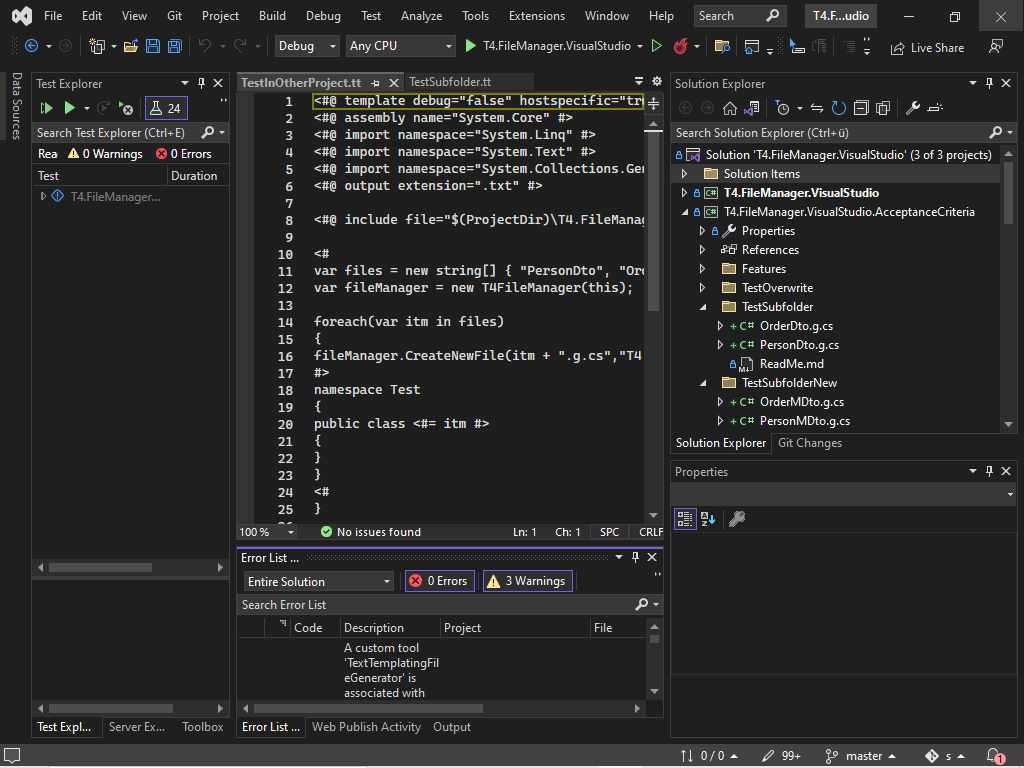 File Edit View Git Project Build Debug Test Analyze Tools Extensions Window Help Search T4.F...udio
Debug Any CPU T4.FileManager.VisualStudio Live Share
Data Sources
Test Explorer
24
Search Test Explorer (Ctrl+E)
Rea 0 Warnings 0 Errors
Test Duration
T4.FileManager...
Test Expl... Server Ex... Toolbox
TestInOtherProject.tt TestSubfolder.tt
1 <#@ template debug="false" hostspecific="tr
2 <#@ assembly name="System.Core" #>
3 <#@ import namespace="System.Linq" #>
4 <#@ import namespace="System.Text" #>
5 <#@ import namespace="System.Collections.Gen
6 <#@ output extension=".txt" #>
7
8 <#@ include file="$(ProjectDir)\T4.FileManag
9
10 <#
11 var files = new string[] { "PersonDto", "Or
12 var fileManager = new T4FileManager(this);
13
14 foreach(var itm in files)
15 {
16 fileManager.CreateNewFile(itm + ".g.cs","T4
17 #>
18 namespace Test
19 {
20 public class <#= itm #>
21 {
22 }
23 }
24 <#
25 }
100 % No issues found Ln: 1 Ch: 1 SPC CRLF
Error List ...
Entire Solution 0 Errors 3 Warnings
Search Error List
Code Description Project File
A custom tool
'TextTemplatingFil
eGenerator' is
associated with
Error List ... Web Publish Activity Output
Solution Explorer
Search Solution Explorer (Ctrl+ü)
Solution 'T4.FileManager.VisualStudio' (3 of 3 projects)
Solution Items
T4.FileManager.VisualStudio
T4.FileManager.VisualStudio.AcceptanceCriteria
Properties
References
Features
TestOverwrite
TestSubfolder
+ C# OrderDto.g.cs
+ C# PersonDto.g.cs
ReadMe.md
TestSubfolderNew
+ C# OrderMDto.g.cs
+ C# PersonMDto.g.cs
Solution Explorer Git Changes
Properties
0 / 0 99+ master s 1